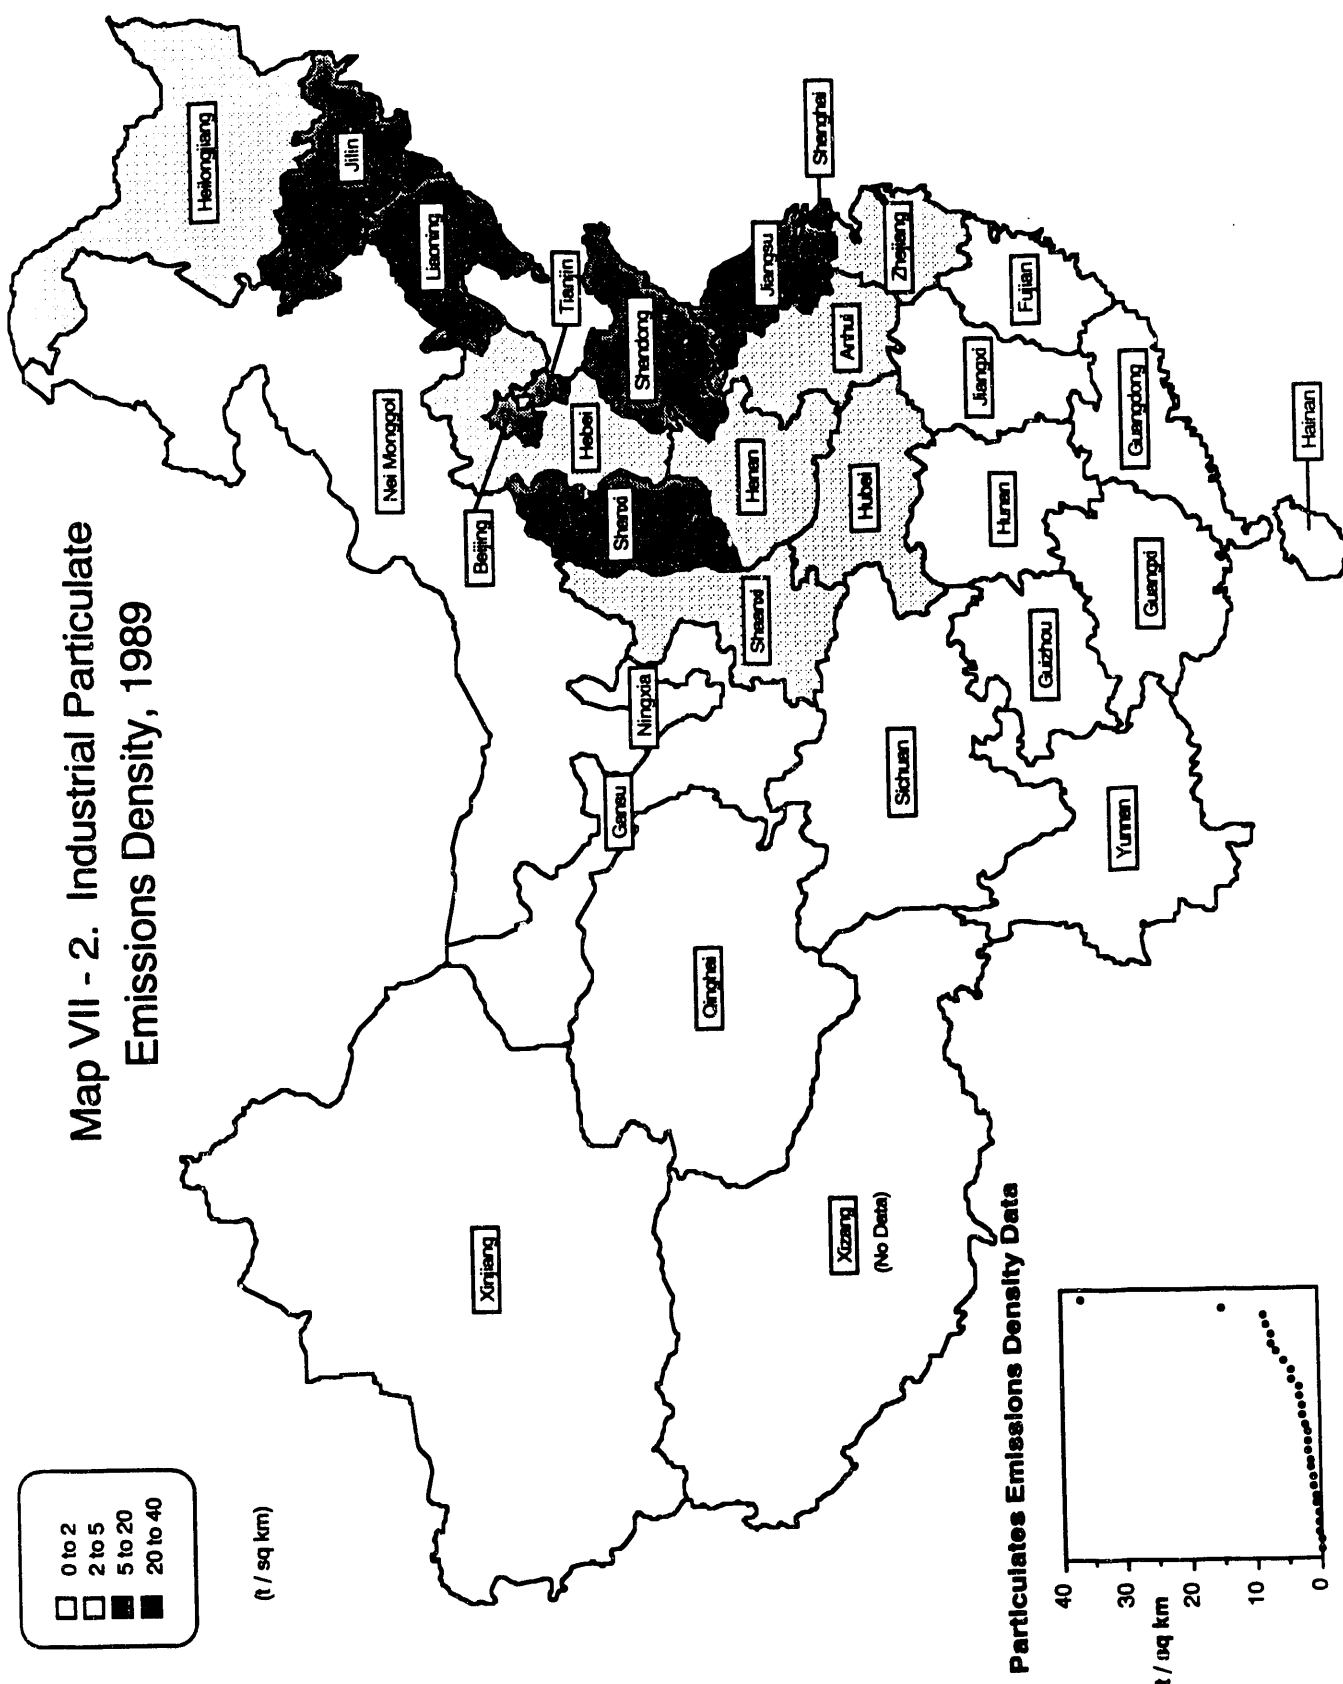 Map VII - 2. Industrial Particulate
Emissions Density, 1989
0 to 2
2 to 5
5 to 20
20 to 40
(t / sq km)
Heilongjiang
Jilin
Liaoning
Nei Monggol
Beijing
Tianjin
Hebei
Shandong
Shanxi
Shaanxi
Henan
Jiangsu
Shanghai
Anhui
Zhejiang
Hubei
Ningxia
Gansu
Xinjiang
Qinghai
Xizang
(No Data)
Sichuan
Guizhou
Yunnan
Hunan
Jiangxi
Fujian
Guangdong
Guangxi
Hainan
Particulates Emissions Density Data
40
30
20
10
0
t / sq km